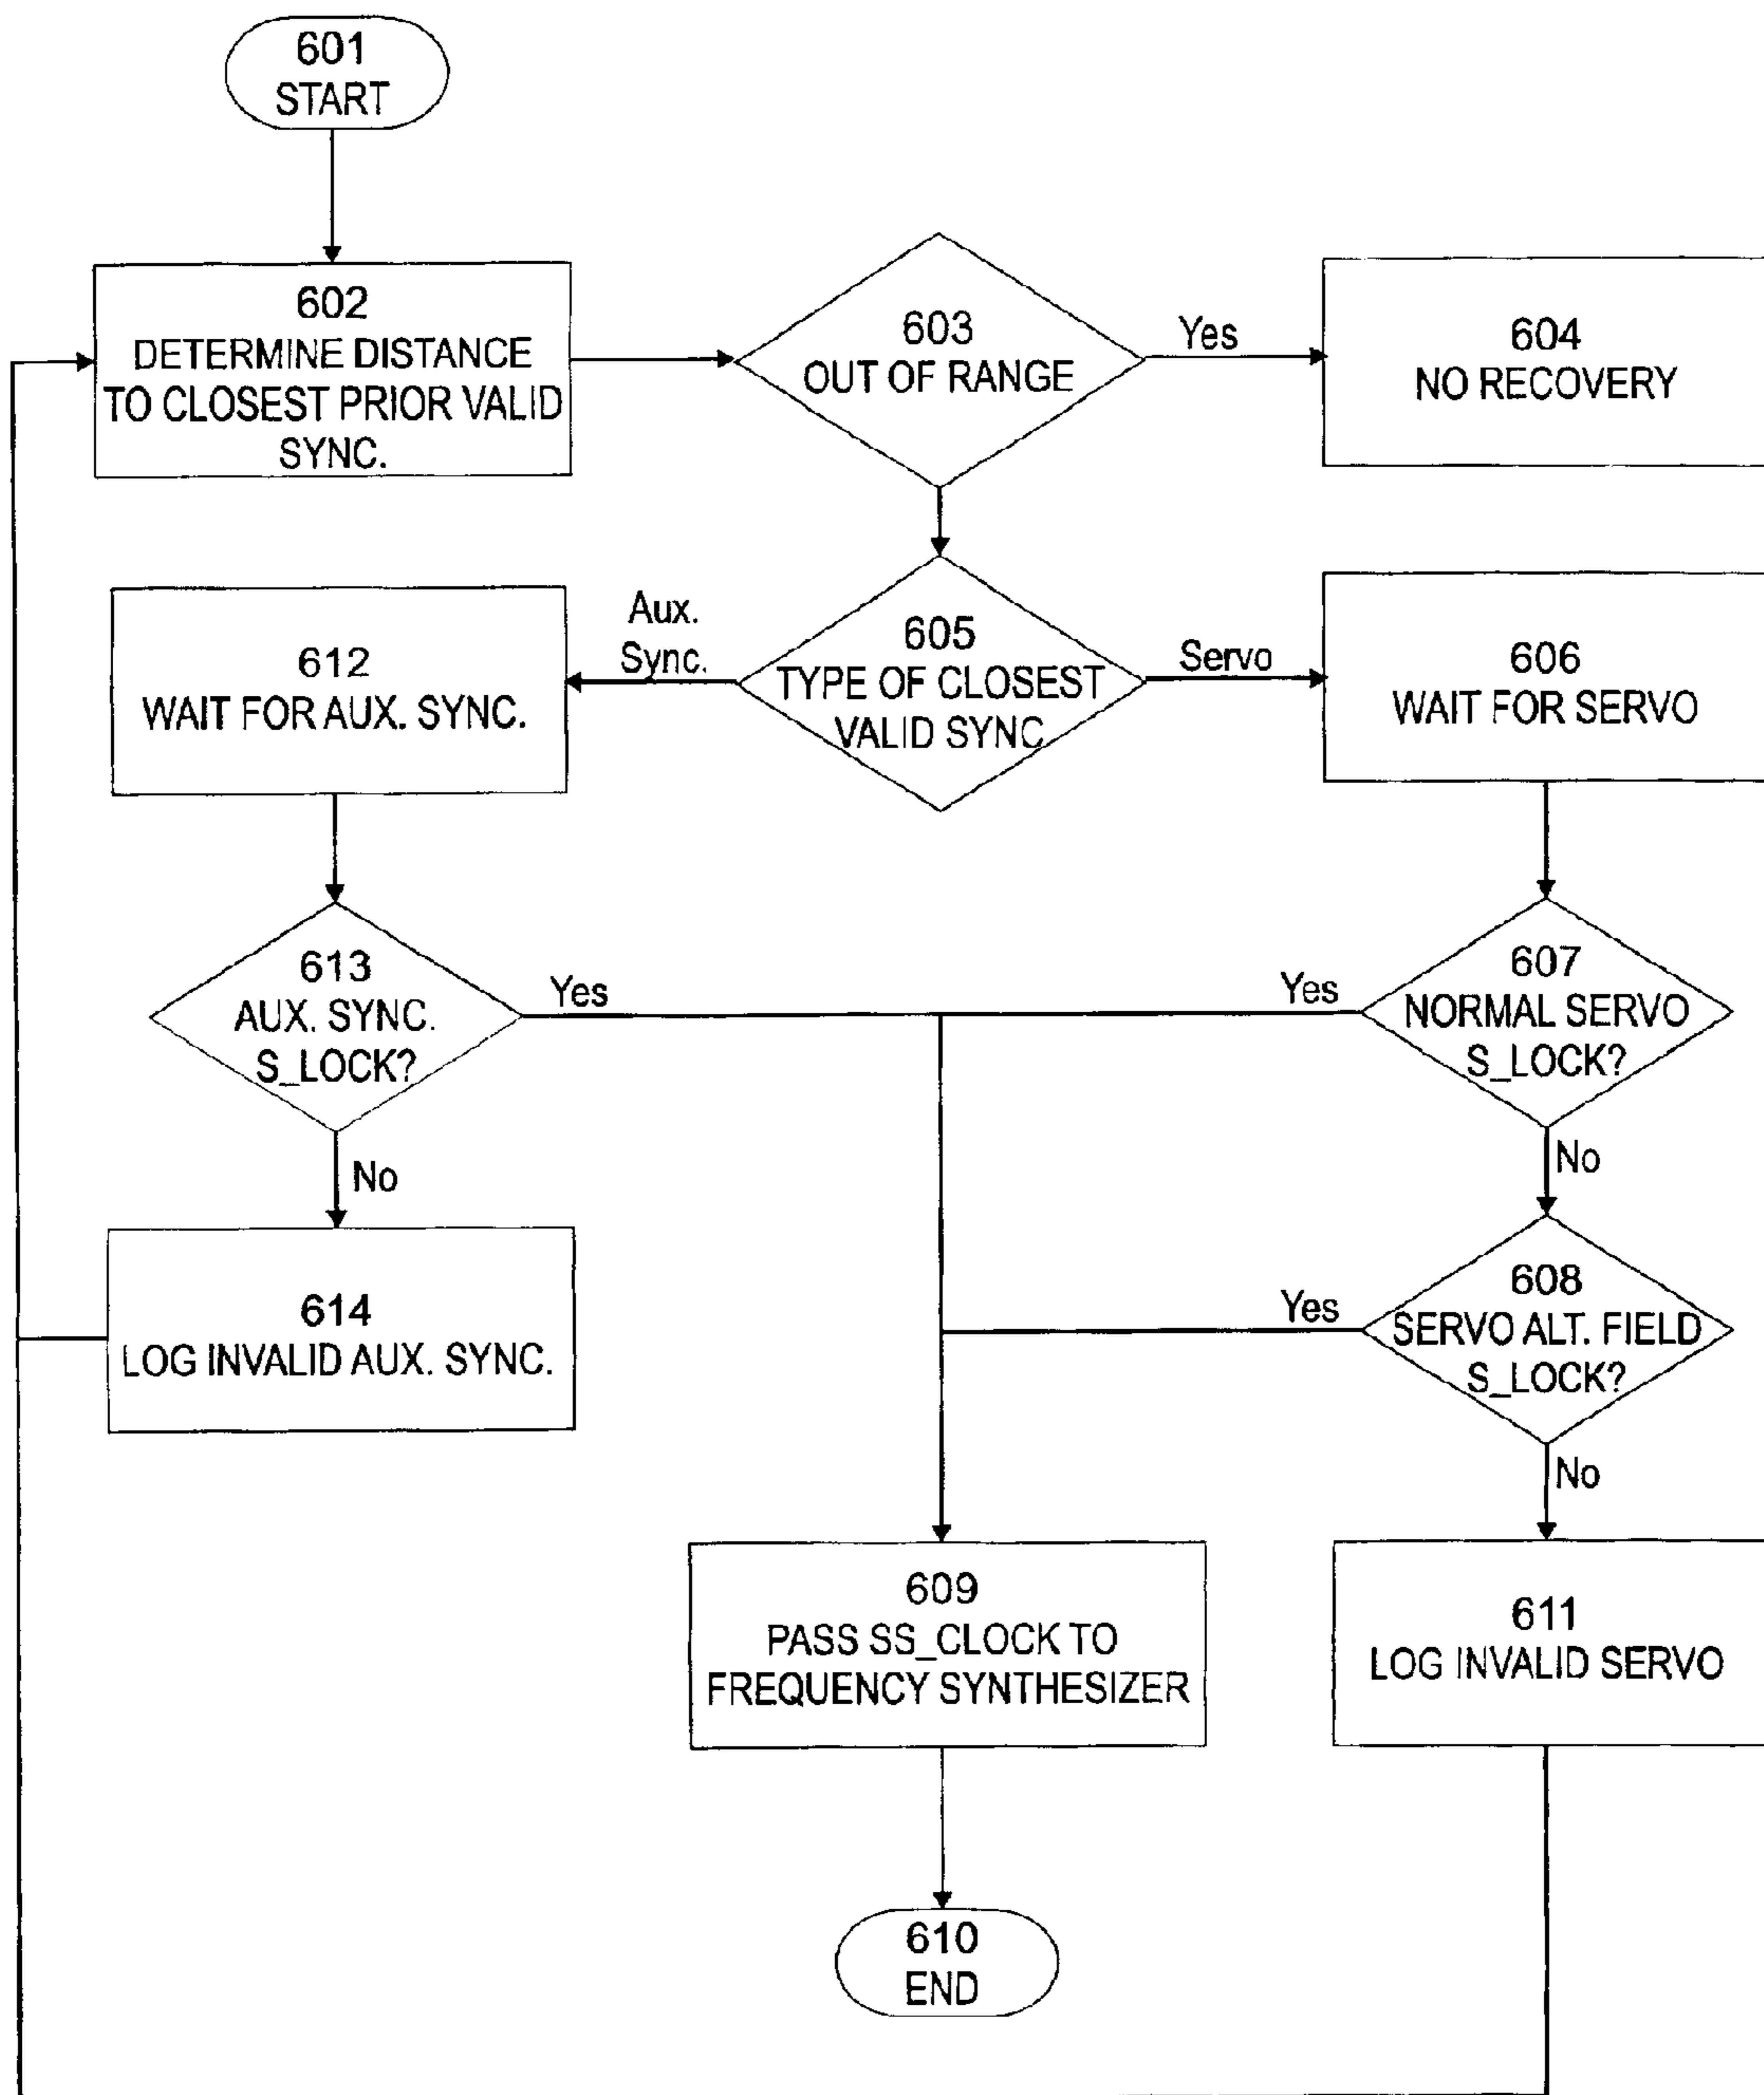 601
START
602
DETERMINE DISTANCE
TO CLOSEST PRIOR VALID
SYNC.
603
OUT OF RANGE
Yes
604
NO RECOVERY
612
WAIT FOR AUX. SYNC.
Aux.
Sync.
605
TYPE OF CLOSEST
VALID SYNC
Servo
606
WAIT FOR SERVO
613
AUX. SYNC.
S_LOCK?
Yes
Yes
607
NORMAL SERVO
S_LOCK?
No
No
614
LOG INVALID AUX. SYNC.
Yes
608
SERVO ALT. FIELD
S_LOCK?
No
609
PASS SS_CLOCK TO
FREQUENCY SYNTHESIZER
611
LOG INVALID SERVO
610
END